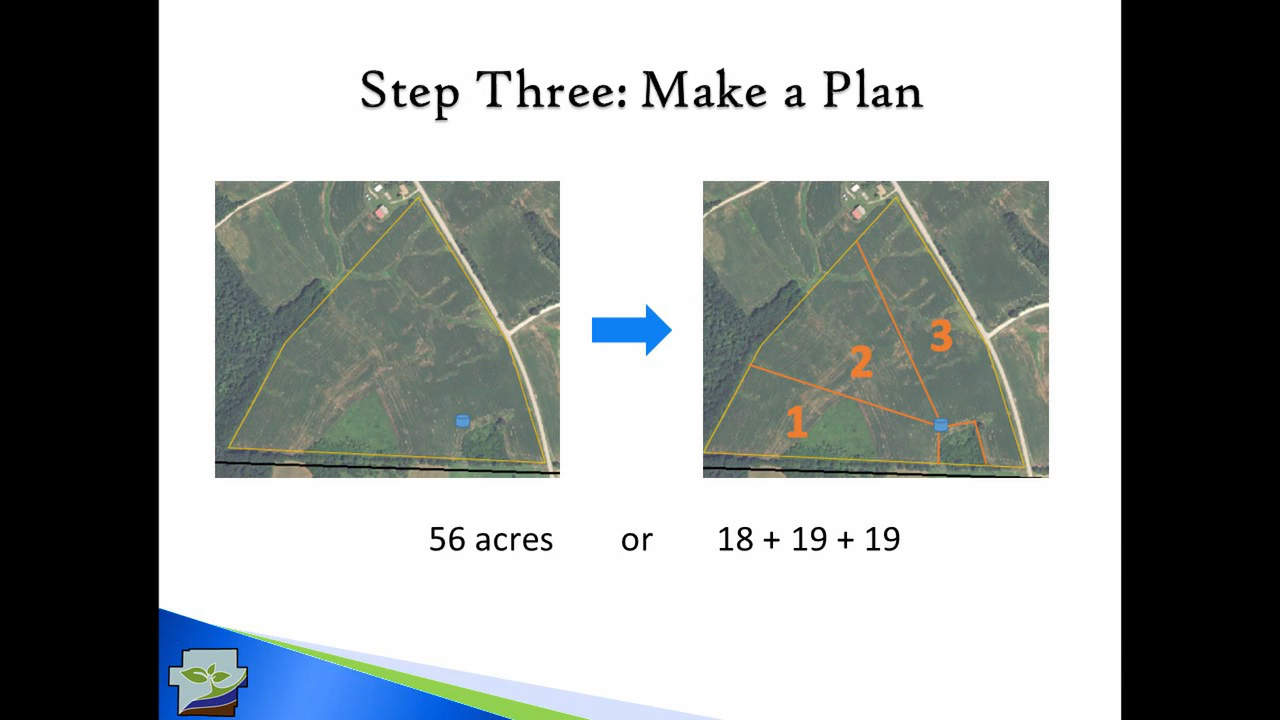 Step Three: Make a Plan
1
2
3
56 acres or 18 + 19 + 19